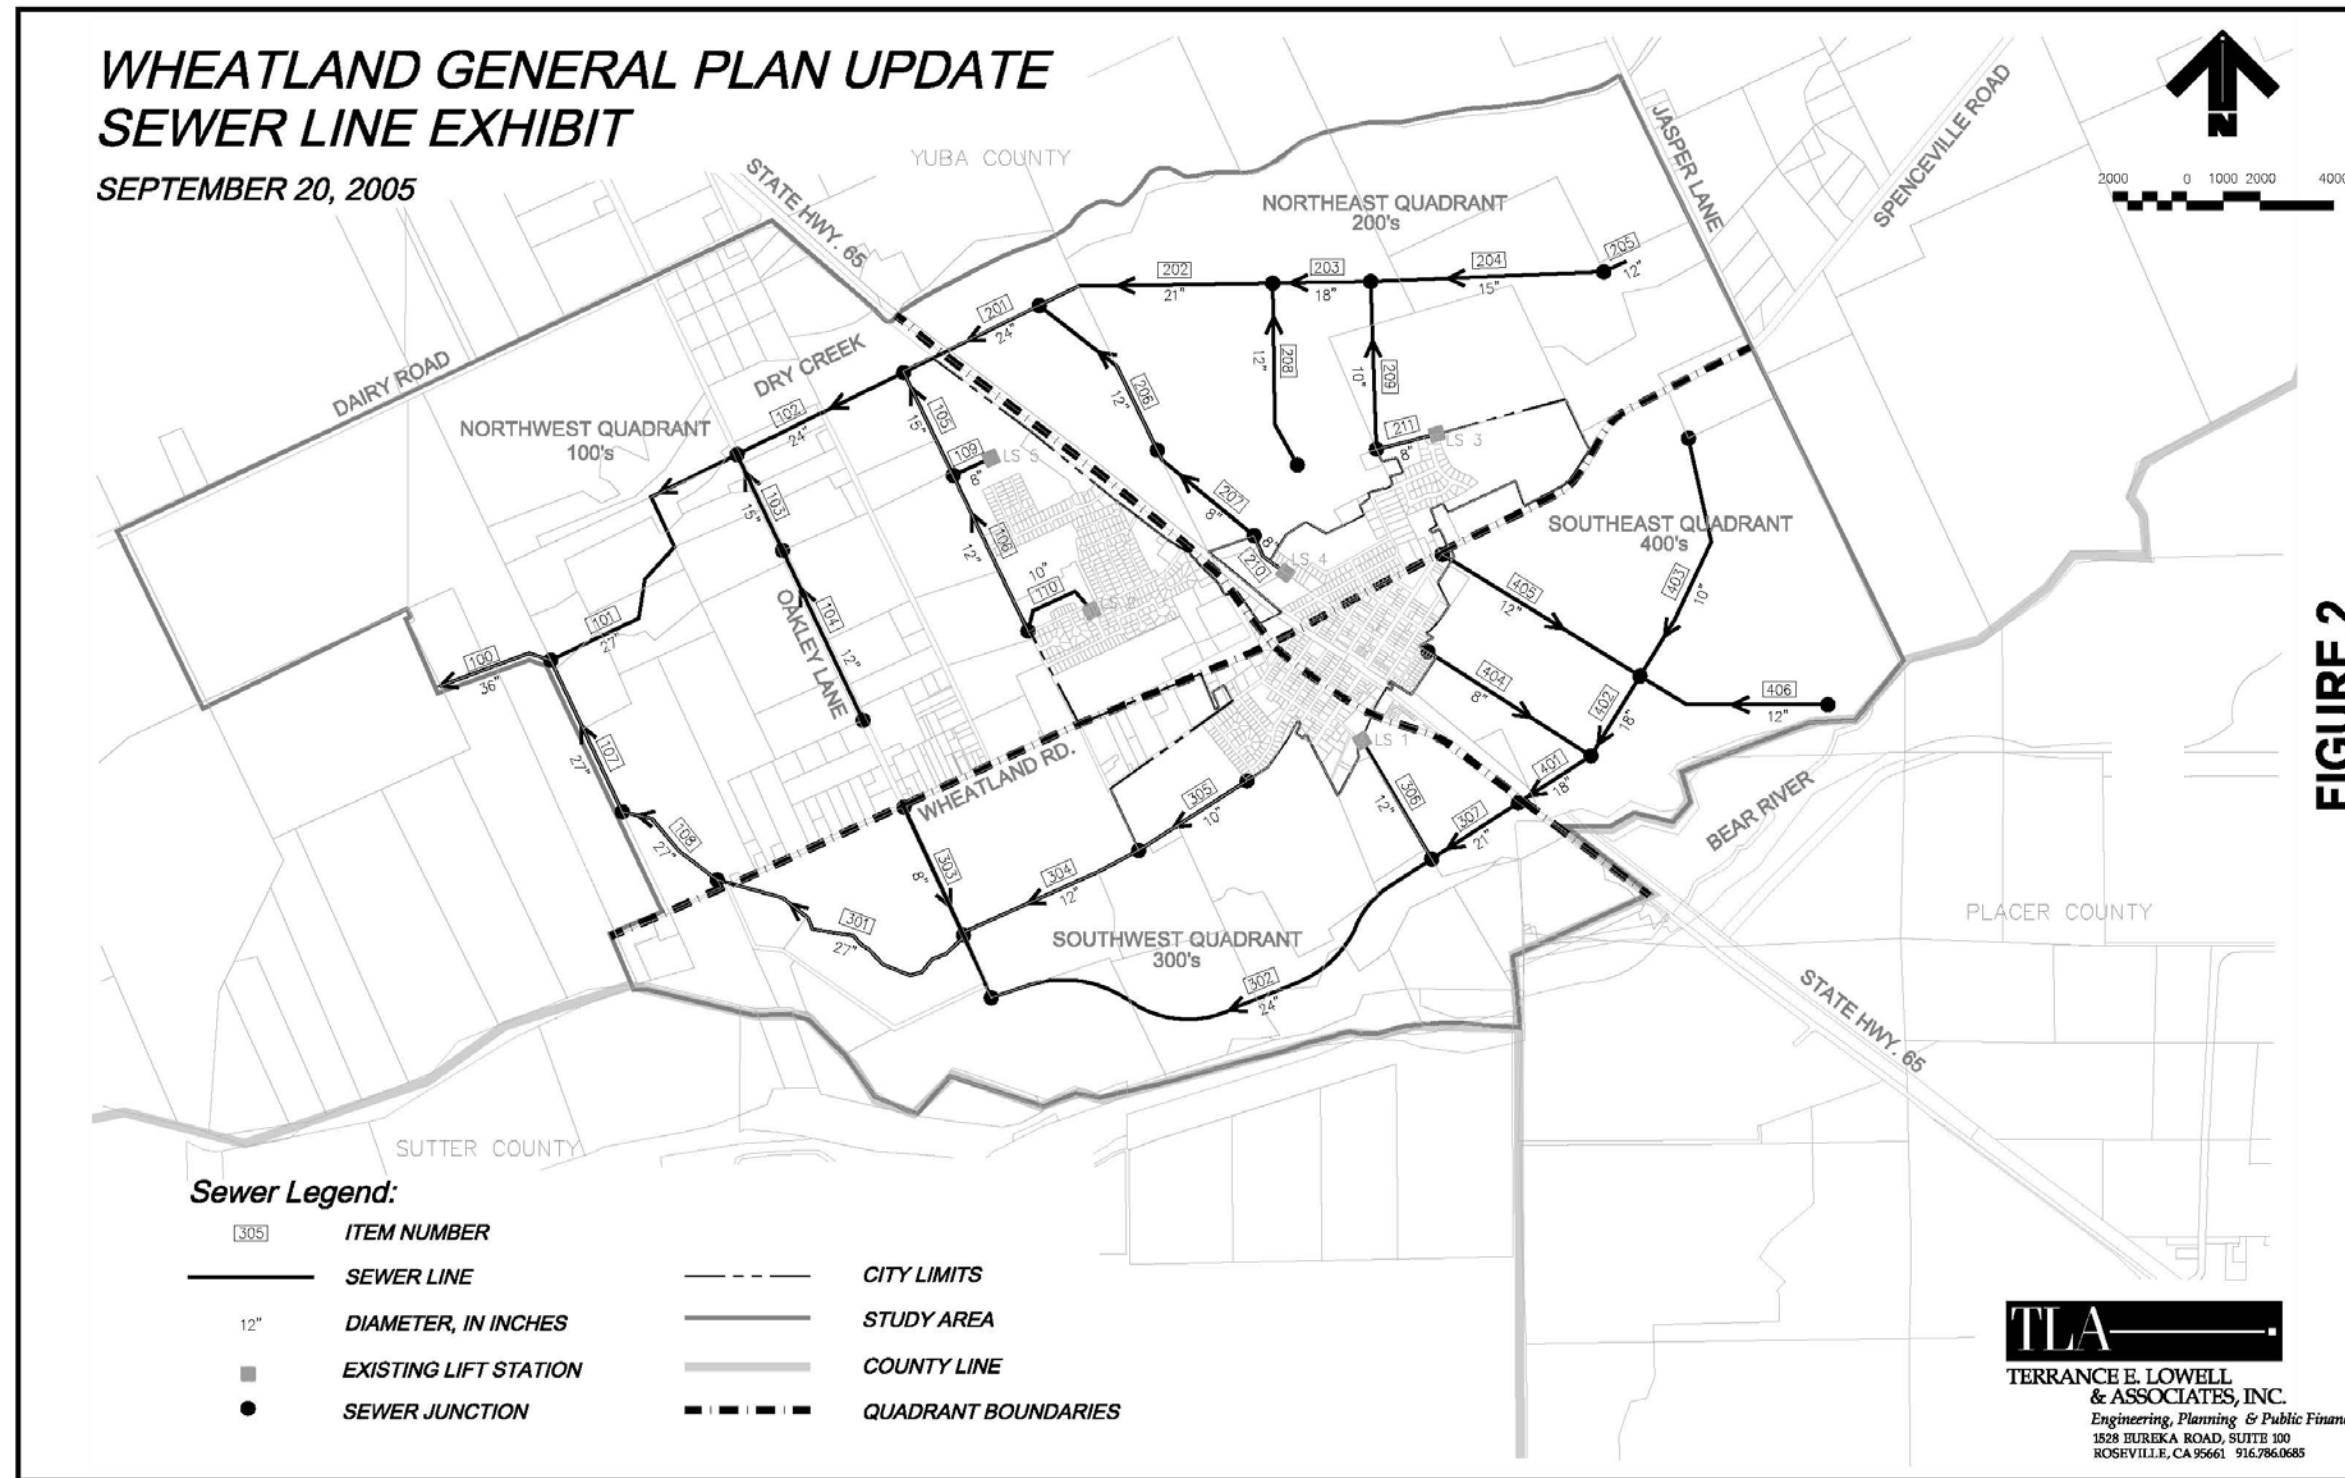 WHEATLAND GENERAL PLAN UPDATE
SEWER LINE EXHIBIT
SEPTEMBER 20, 2005
YUBA COUNTY
STATE HWY. 65
JASPER LANE
SPENCEVILLE ROAD
N
2000 0 1000 2000 4000
NORTHEAST QUADRANT
200's
205
12"
204
15"
203
18"
202
21"
201
24"
208
12"
209
10"
206
12"
211
8"
LS 3
207
8"
8"
210
LS 4
DAIRY ROAD
DRY CREEK
NORTHWEST QUADRANT
100's
102
24"
105
15"
109
8"
LS 5
103
15"
106
12"
10"
110
LS 2
104
12"
OAKLEY LANE
101
27"
100
36"
107
27"
108
27"
SOUTHEAST QUADRANT
400's
403
10"
405
12"
404
8"
402
18"
406
12"
401
18"
WHEATLAND RD.
LS 1
306
12"
307
21"
305
10"
304
12"
303
8"
301
27"
SOUTHWEST QUADRANT
300's
302
24"
BEAR RIVER
PLACER COUNTY
STATE HWY. 65
SUTTER COUNTY
FIGURE 2
Sewer Legend:
305 ITEM NUMBER
SEWER LINE
12" DIAMETER, IN INCHES
EXISTING LIFT STATION
SEWER JUNCTION
CITY LIMITS
STUDY AREA
COUNTY LINE
QUADRANT BOUNDARIES
TLA
TERRANCE E. LOWELL
& ASSOCIATES, INC.
Engineering, Planning & Public
1528 EUREKA ROAD, SUITE 100
ROSEVILLE, CA 95661 916.786.0685